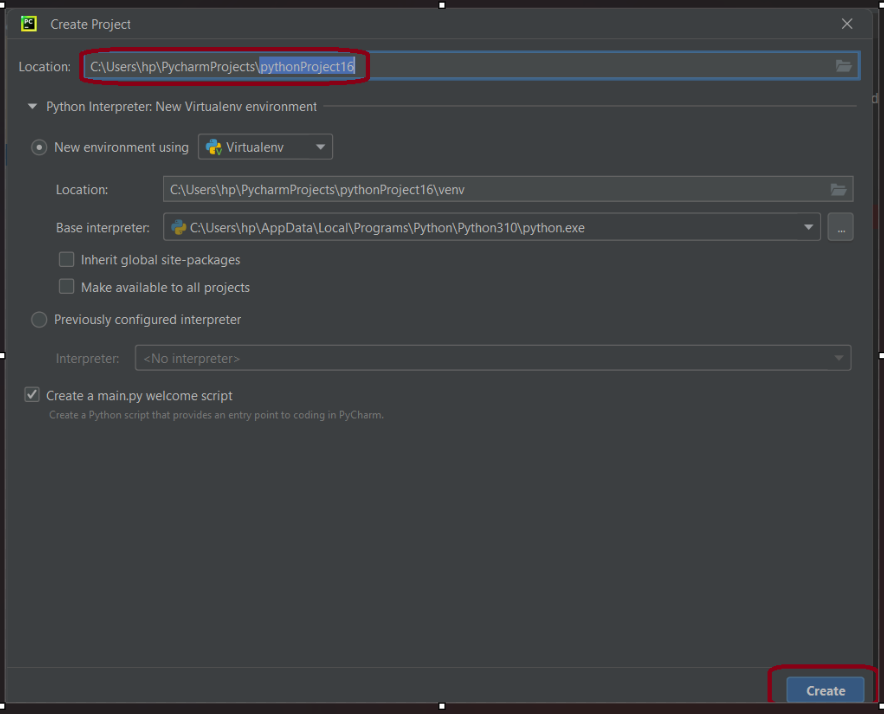 PC
Create Project
Location: C:\Users\hp\PycharmProjects\pythonProject16
Python Interpreter: New Virtualenv environment
New environment using Virtualenv
Location: C:\Users\hp\PycharmProjects\pythonProject16\venv
Base interpreter: C:\Users\hp\AppData\Local\Programs\Python\Python310\python.exe ...
Inherit global site-packages
Make available to all projects
Previously configured interpreter
Interpreter: <No interpreter>
Create a main.py welcome script
Create a Python script that provides an entry point to coding in PyCharm.
Create